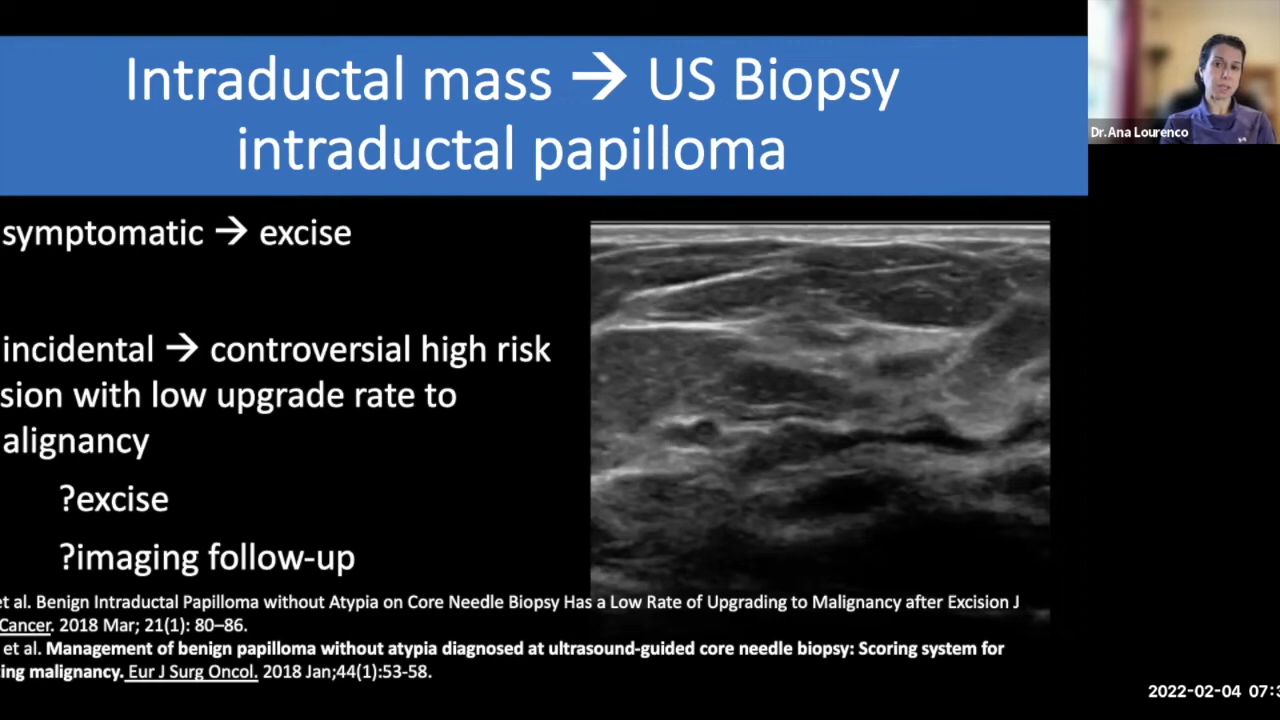 Intraductal mass → US Biopsy
intraductal papilloma
Dr. Ana Lourenco
symptomatic → excise
incidental → controversial high risk
sion with low upgrade rate to
alignancy
?excise
?imaging follow-up
et al. Benign Intraductal Papilloma without Atypia on Core Needle Biopsy Has a Low Rate of Upgrading to Malignancy after Excision J
Cancer. 2018 Mar; 21(1): 80–86.
et al. Management of benign papilloma without atypia diagnosed at ultrasound-guided core needle biopsy: Scoring system for
ing malignancy. Eur J Surg Oncol. 2018 Jan;44(1):53-58.
2022-02-04 07:3